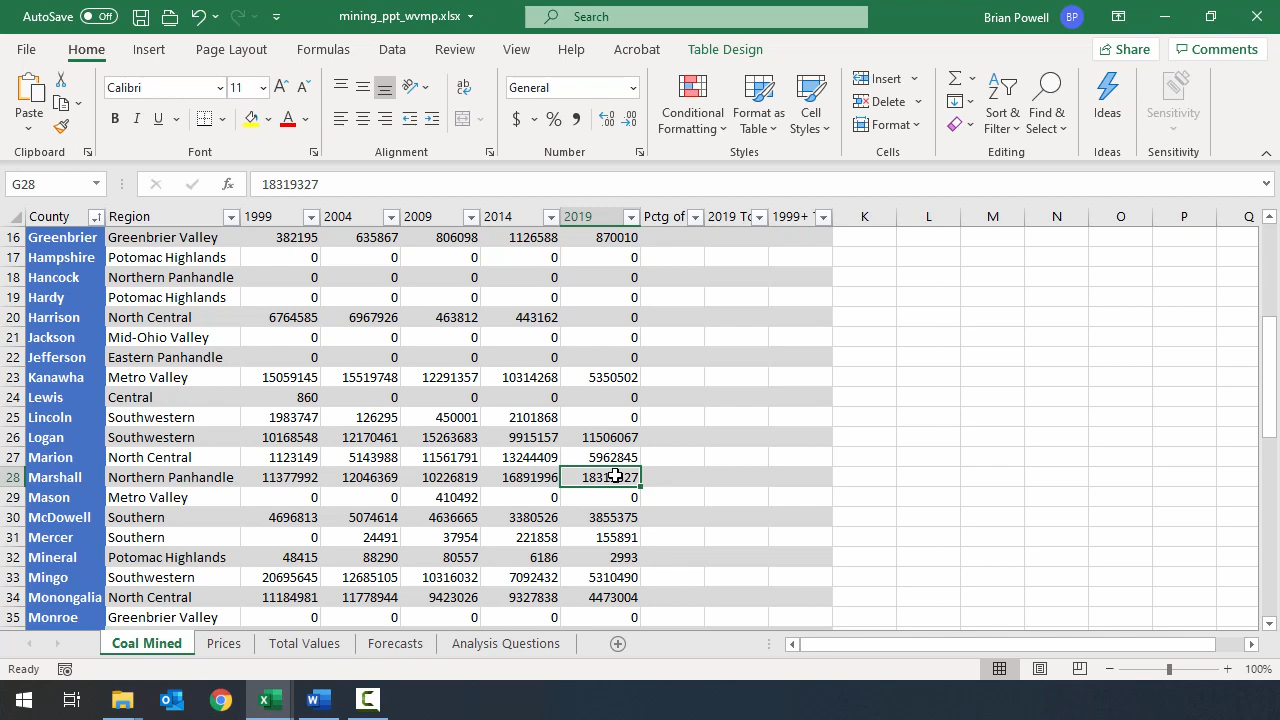 AutoSave Off mining_ppt_wvmp.xlsx Search Brian Powell BP
File Home Insert Page Layout Formulas Data Review View Help Acrobat Table Design Share Comments
Paste Calibri 11 General Conditional Formatting Format as Table Cell Styles Insert Delete Format Sort & Filter Find & Select Ideas Sensitivity
Clipboard Font Alignment Number Styles Cells Editing Ideas Sensitivity
G28 fx 18319327
County Region 1999 2004 2009 2014 2019 Pctg of 2019 To 1999+ K L M N O P Q
16 Greenbrier Greenbrier Valley 382195 635867 806098 1126588 870010
17 Hampshire Potomac Highlands 0 0 0 0 0
18 Hancock Northern Panhandle 0 0 0 0 0
19 Hardy Potomac Highlands 0 0 0 0 0
20 Harrison North Central 6764585 6967926 463812 443162 0
21 Jackson Mid-Ohio Valley 0 0 0 0 0
22 Jefferson Eastern Panhandle 0 0 0 0 0
23 Kanawha Metro Valley 15059145 15519748 12291357 10314268 5350502
24 Lewis Central 860 0 0 0 0
25 Lincoln Southwestern 1983747 126295 450001 2101868 0
26 Logan Southwestern 10168548 12170461 15263683 9915157 11506067
27 Marion North Central 1123149 5143988 11561791 13244409 5962845
28 Marshall Northern Panhandle 11377992 12046369 10226819 16891996 18319327
29 Mason Metro Valley 0 0 410492 0 0
30 McDowell Southern 4696813 5074614 4636665 3380526 3855375
31 Mercer Southern 0 24491 37954 221858 155891
32 Mineral Potomac Highlands 48415 88290 80557 6186 2993
33 Mingo Southwestern 20695645 12685105 10316032 7092432 5310490
34 Monongalia North Central 11184981 11778944 9423026 9327838 4473004
35 Monroe Greenbrier Valley 0 0 0 0 0
Coal Mined Prices Total Values Forecasts Analysis Questions
Ready 100%